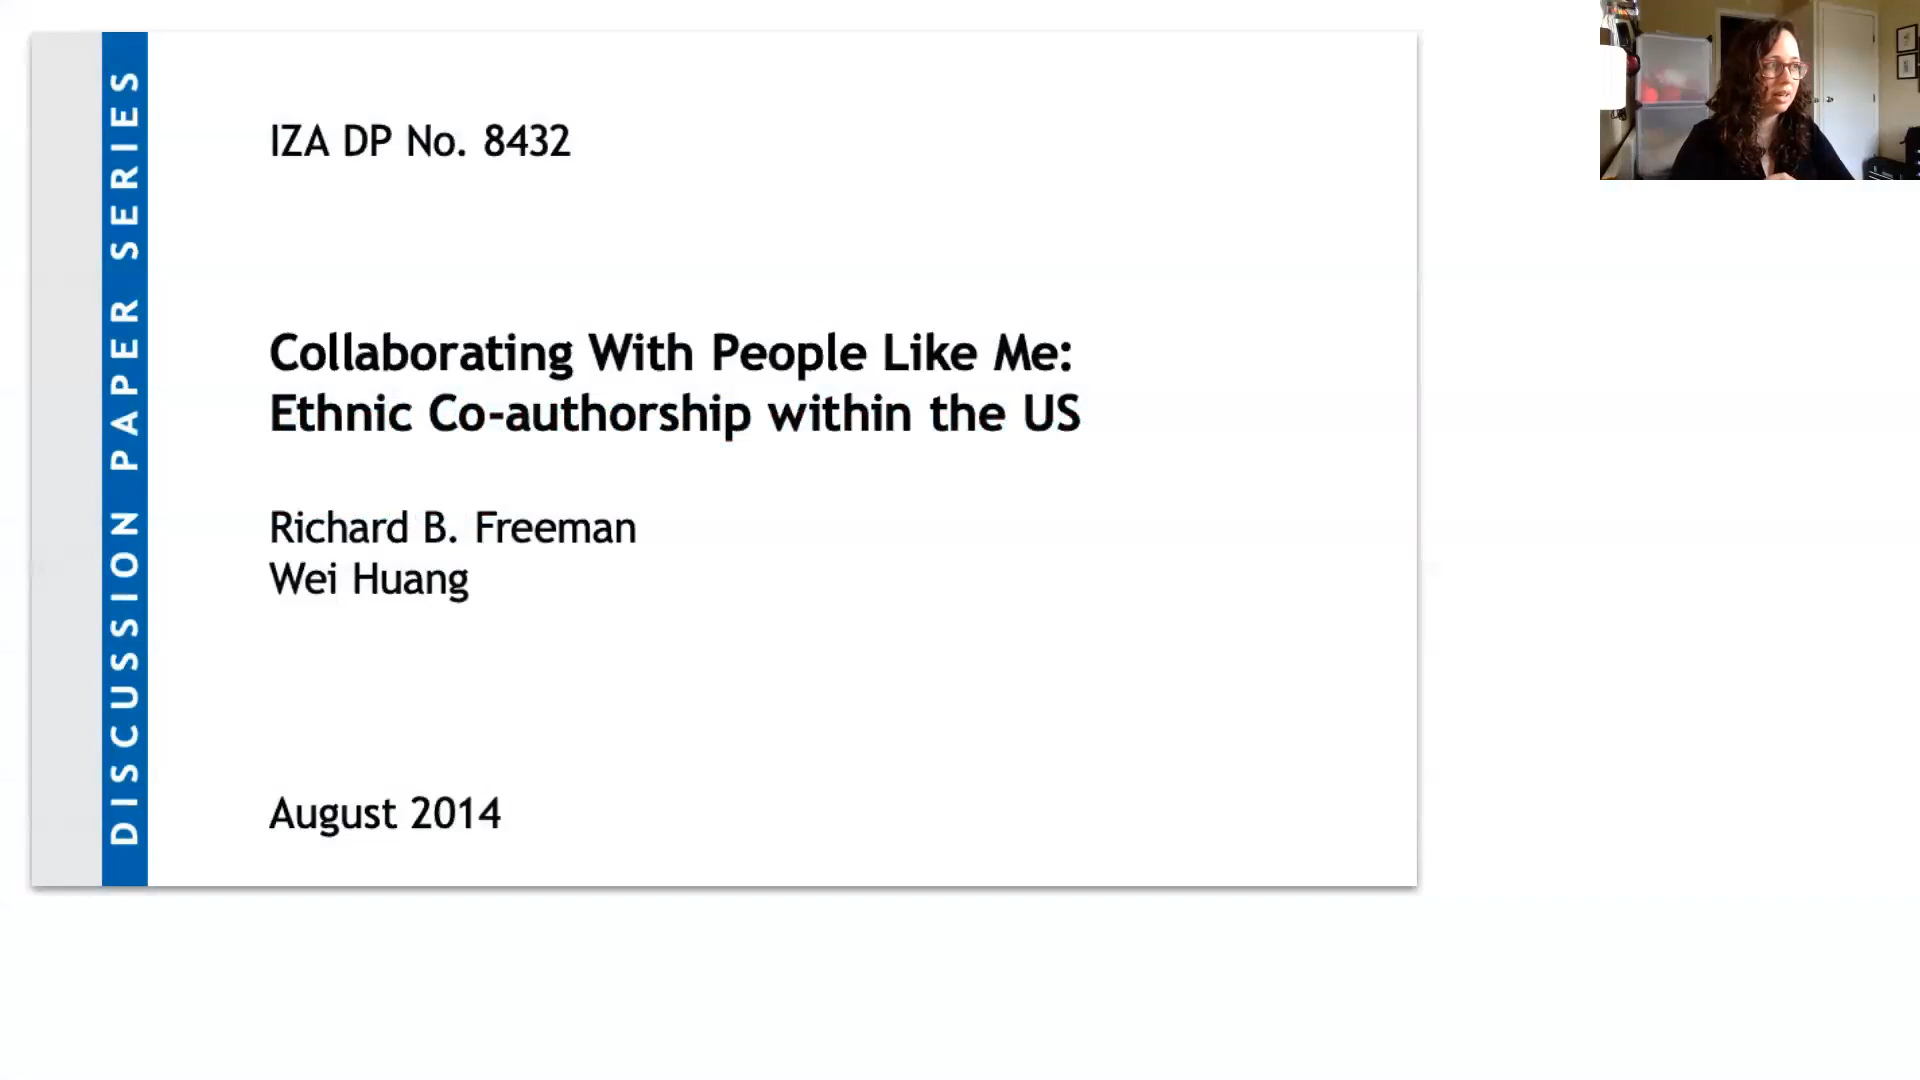 DISCUSSION PAPER SERIES
IZA DP No. 8432
Collaborating With People Like Me:
Ethnic Co-authorship within the US
Richard B. Freeman
Wei Huang
August 2014